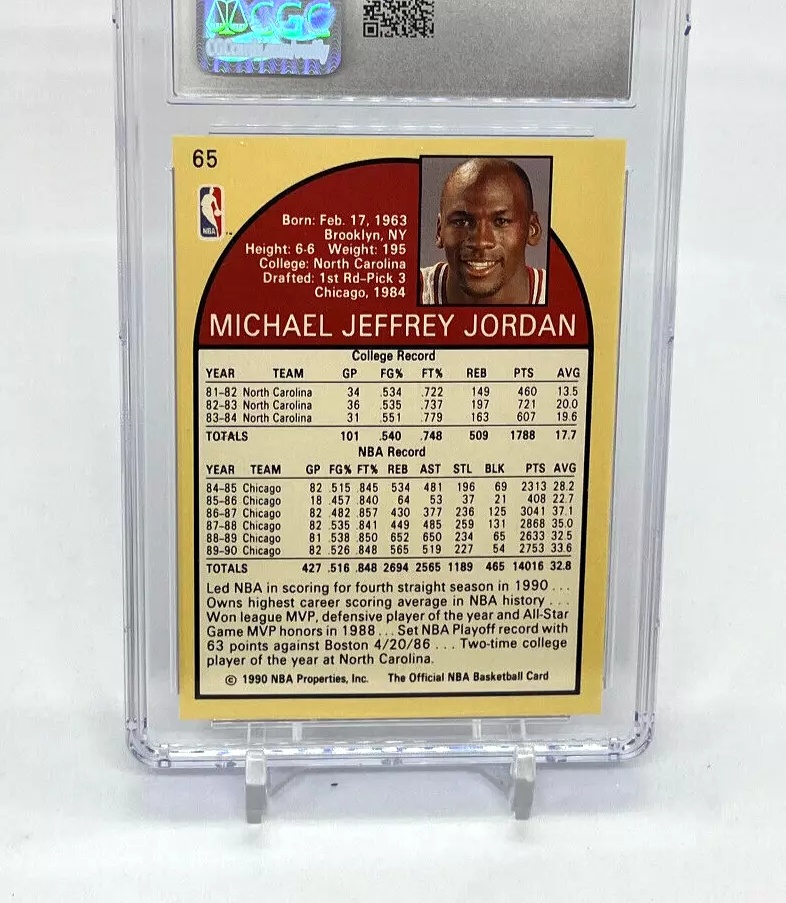 CGC
65
NBA
Born: Feb. 17, 1963
Brooklyn, NY
Height: 6-6 Weight: 195
College: North Carolina
Drafted: 1st Rd-Pick 3
Chicago, 1984
MICHAEL JEFFREY JORDAN
College Record
YEAR TEAM GP FG% FT% REB PTS AVG
81-82 North Carolina 34 .534 .722 149 460 13.5
82-83 North Carolina 36 .535 .737 197 721 20.0
83-84 North Carolina 31 .551 .779 163 607 19.6
TOTALS 101 .540 .748 509 1788 17.7
NBA Record
YEAR TEAM GP FG% FT% REB AST STL BLK PTS AVG
84-85 Chicago 82 .515 .845 534 481 196 69 2313 28.2
85-86 Chicago 18 .457 .840 64 53 37 21 408 22.7
86-87 Chicago 82 .482 .857 430 377 236 125 3041 37.1
87-88 Chicago 82 .535 .841 449 485 259 131 2868 35.0
88-89 Chicago 81 .538 .850 652 650 234 65 2633 32.5
89-90 Chicago 82 .526 .848 565 519 227 54 2753 33.6
TOTALS 427 .516 .848 2694 2565 1189 465 14016 32.8
Led NBA in scoring for fourth straight season in 1990 . . .
Owns highest career scoring average in NBA history . . .
Won league MVP, defensive player of the year and All-Star
Game MVP honors in 1988 . . . Set NBA Playoff record with
63 points against Boston 4/20/86 . . . Two-time college
player of the year at North Carolina.
© 1990 NBA Properties, Inc. The Official NBA Basketball Card